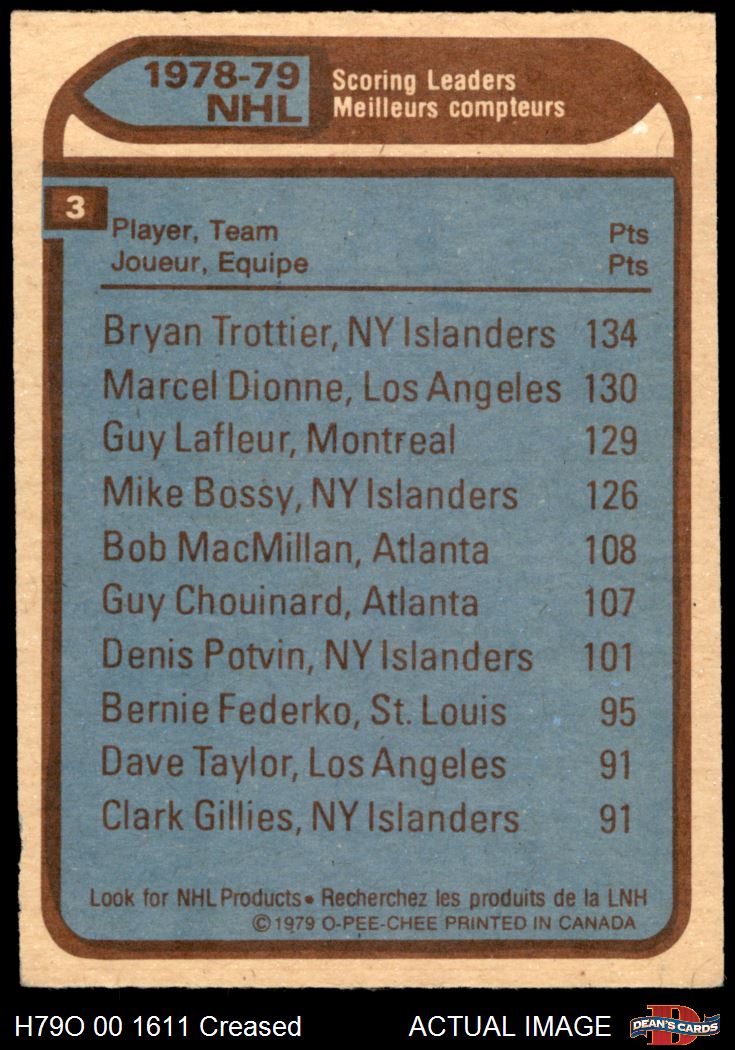 1978-79
NHL
Scoring Leaders
Meilleurs compteurs
3
Player, Team Pts
Joueur, Equipe Pts
Bryan Trottier, NY Islanders 134
Marcel Dionne, Los Angeles 130
Guy Lafleur, Montreal 129
Mike Bossy, NY Islanders 126
Bob MacMillan, Atlanta 108
Guy Chouinard, Atlanta 107
Denis Potvin, NY Islanders 101
Bernie Federko, St. Louis 95
Dave Taylor, Los Angeles 91
Clark Gillies, NY Islanders 91
Look for NHL Products • Recherchez les produits de la LNH
© 1979 O-PEE-CHEE PRINTED IN CANADA
H79O 00 1611 Creased ACTUAL IMAGE
D
DEAN'S CARDS